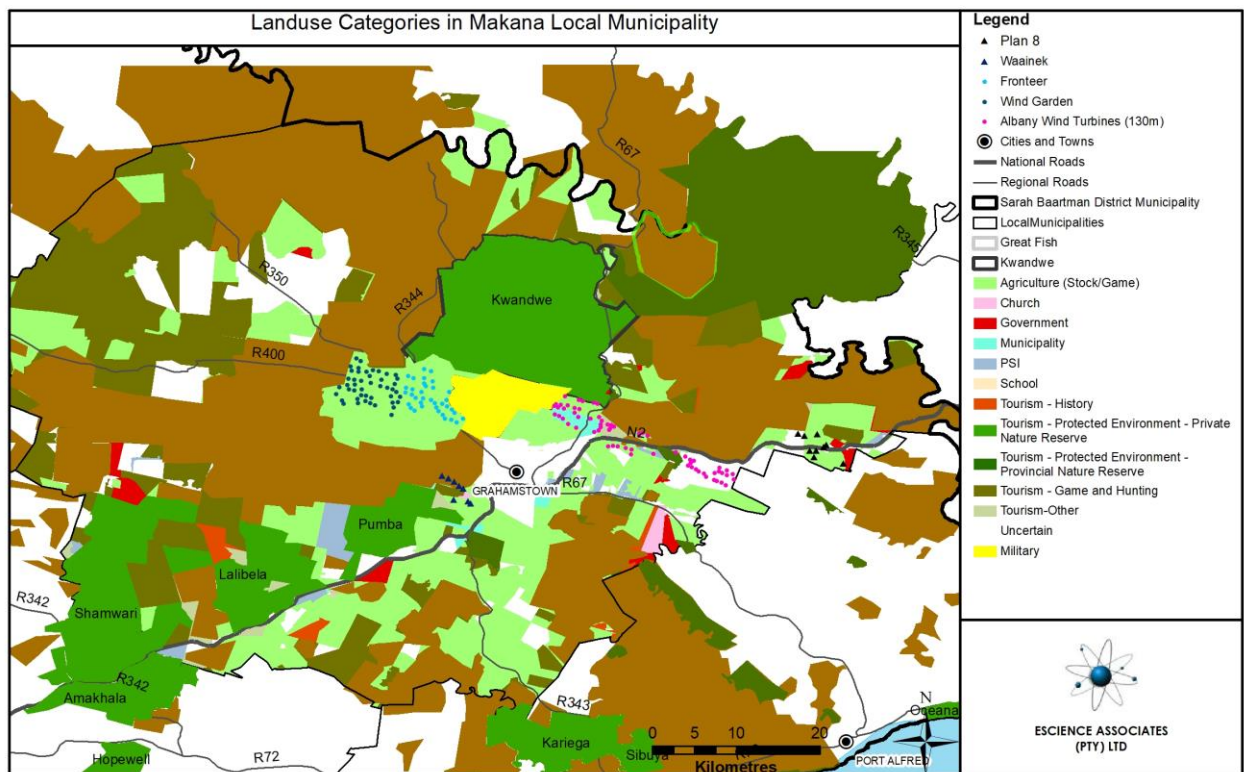 Landuse Categories in Makana Local Municipality
R67
R345
R350
R344
Kwandwe
R400
N2
GRAHAMSTOWN
R67
Pumba
Lalibela
Shamwari
R342
R342
Amakhala
Hopewell
R72
R343
Kariega
Sibuya
N
Oceana
0 5 10 20
Kilometres
PORT ALFRED
Legend
Plan 8
Waainek
Fronteer
Wind Garden
Albany Wind Turbines (130m)
Cities and Towns
National Roads
Regional Roads
Sarah Baartman District Municipality
LocalMunicipalities
Great Fish
Kwandwe
Agriculture (Stock/Game)
Church
Government
Municipality
PSI
School
Tourism - History
Tourism - Protected Environment - Private
Nature Reserve
Tourism - Protected Environment -
Provincial Nature Reserve
Tourism - Game and Hunting
Tourism-Other
Uncertain
Military
ESCIENCE ASSOCIATES
(PTY) LTD